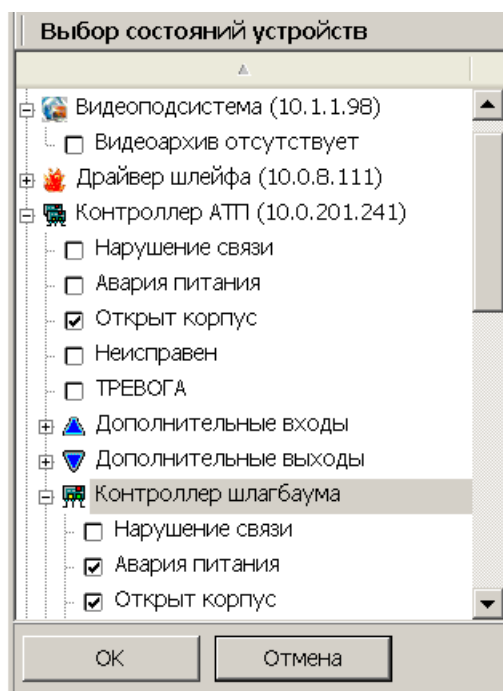 Выбор состояний устройств
Видеоподсистема (10.1.1.98)
Видеоархив отсутствует
Драйвер шлейфа (10.0.8.111)
Контроллер АТП (10.0.201.241)
Нарушение связи
Авария питания
Открыт корпус
Неисправен
ТРЕВОГА
Дополнительные входы
Дополнительные выходы
Контроллер шлагбаума
Нарушение связи
Авария питания
Открыт корпус
ОК Отмена